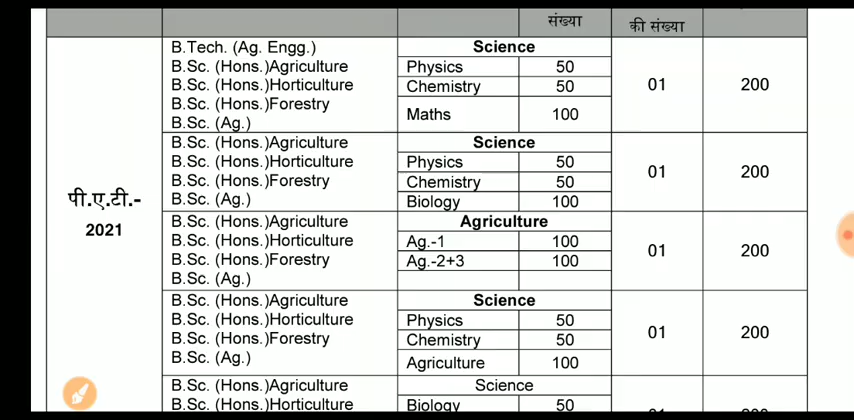 संख्या
की संख्या
पी.ए.टी.-
2021
B.Tech. (Ag. Engg.)
B.Sc. (Hons.)Agriculture
B.Sc. (Hons.)Horticulture
B.Sc. (Hons.)Forestry
B.Sc. (Ag.)
Science
Physics 50
Chemistry 50
Maths 100
01
200
B.Sc. (Hons.)Agriculture
B.Sc. (Hons.)Horticulture
B.Sc. (Hons.)Forestry
B.Sc. (Ag.)
Science
Physics 50
Chemistry 50
Biology 100
01
200
B.Sc. (Hons.)Agriculture
B.Sc. (Hons.)Horticulture
B.Sc. (Hons.)Forestry
B.Sc. (Ag.)
Agriculture
Ag.-1 100
Ag.-2+3 100
01
200
B.Sc. (Hons.)Agriculture
B.Sc. (Hons.)Horticulture
B.Sc. (Hons.)Forestry
B.Sc. (Ag.)
Science
Physics 50
Chemistry 50
Agriculture 100
01
200
B.Sc. (Hons.)Agriculture
B.Sc. (Hons.)Horticulture
Science
Biology 50